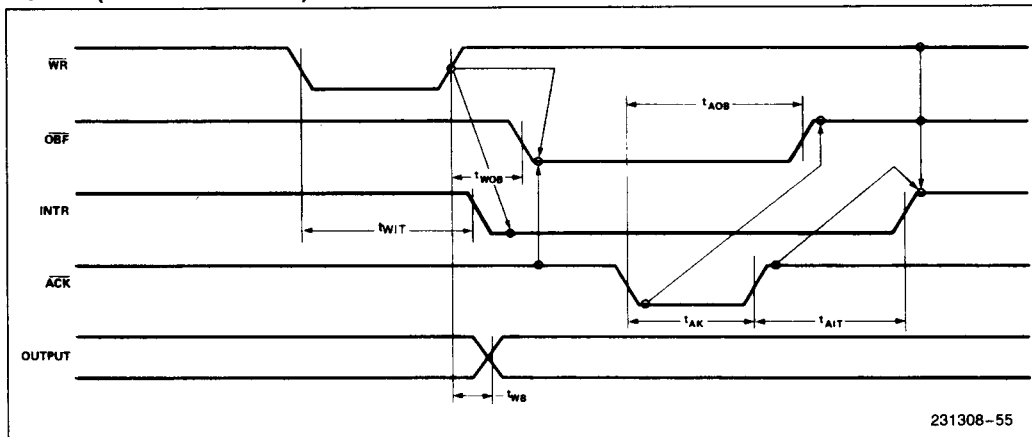 WR
tAOB
OBF
tWOB
INTR
tWIT
ACK
tAK
tAIT
OUTPUT
tWB
231308-55